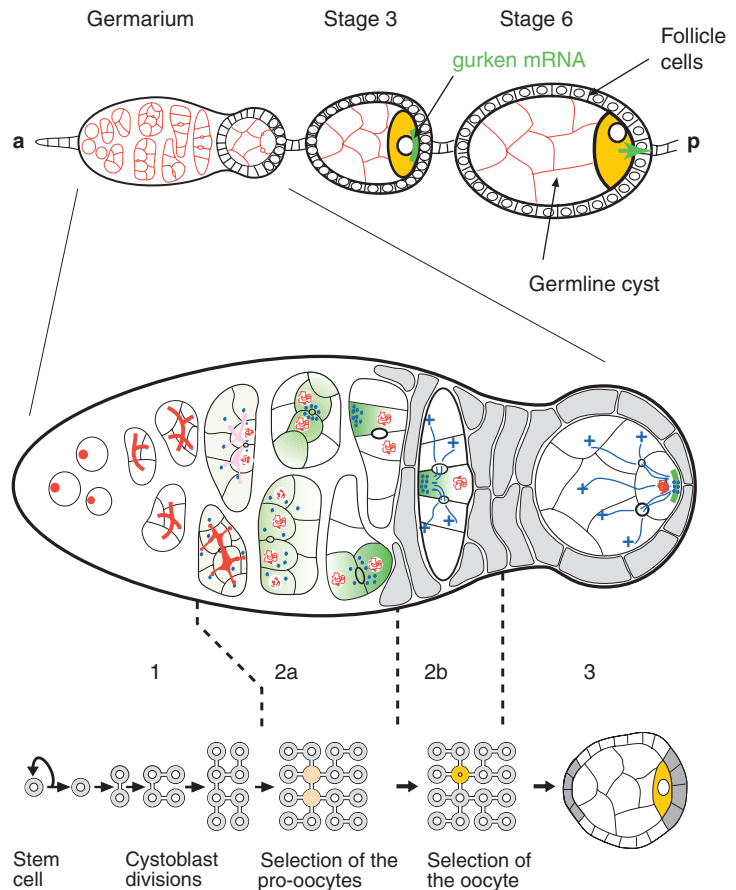 Germarium
Stage 3
Stage 6
Follicle
cells
gurken mRNA
a
p
Germline cyst
1
2a
2b
3
Stem
cell
Cystoblast
divisions
Selection of the
pro-oocytes
Selection of
the oocyte